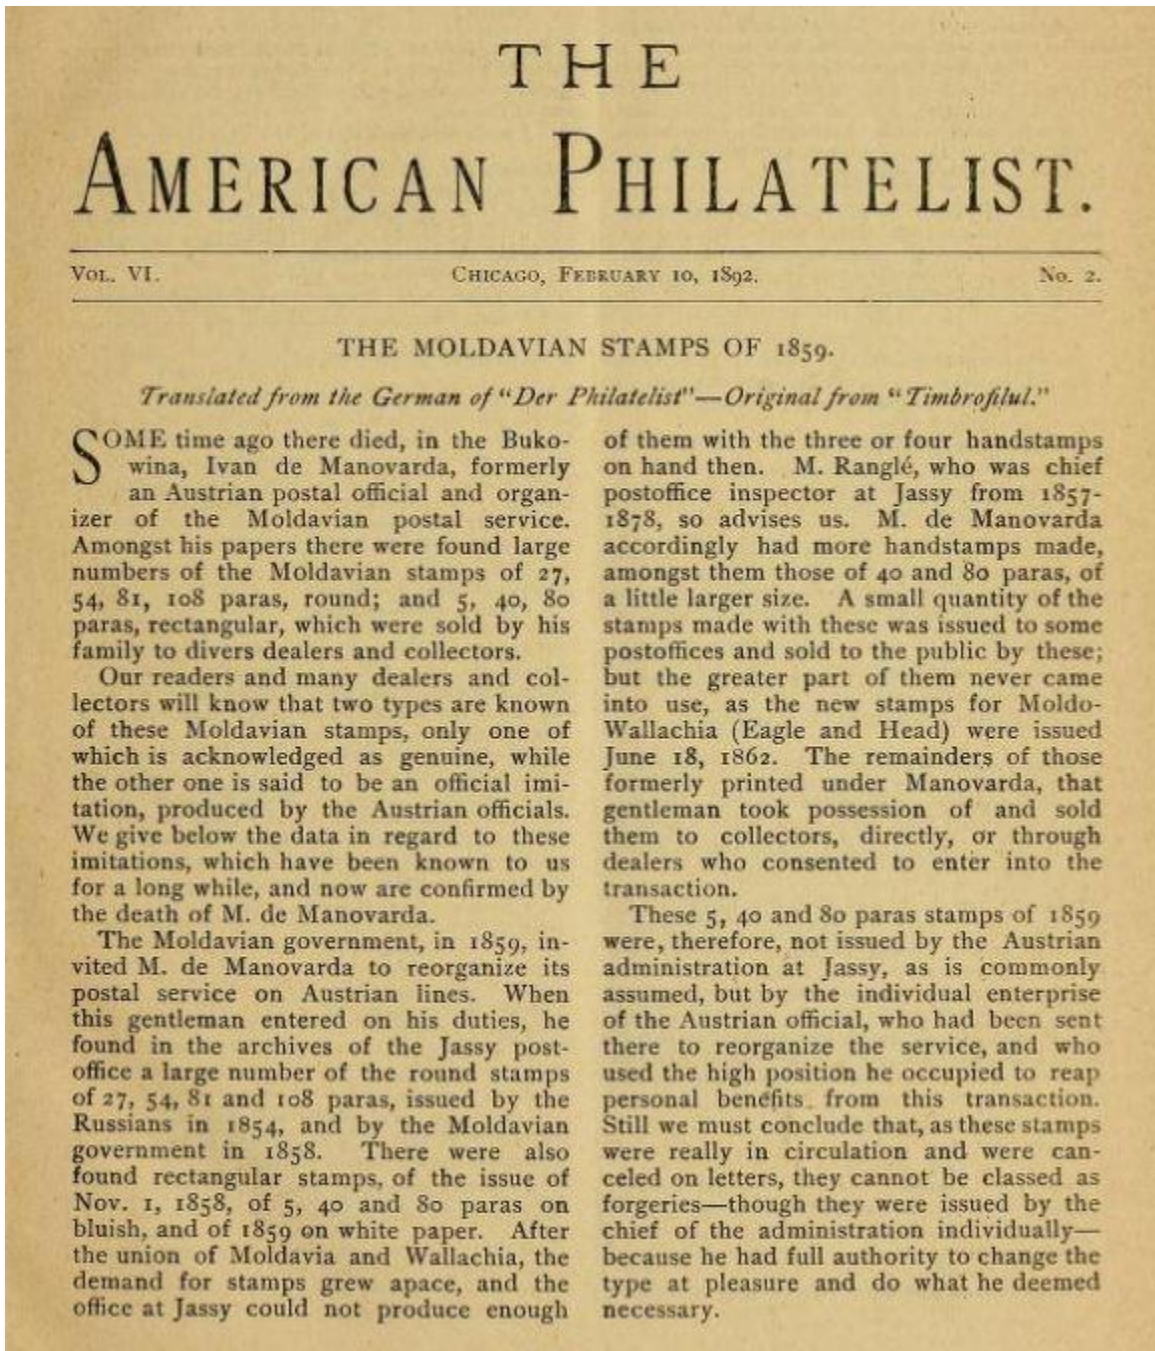 THE
AMERICAN PHILATELIST.
VOL. VI. CHICAGO, FEBRUARY 10, 1892. No. 2.
THE MOLDAVIAN STAMPS OF 1859.
Translated from the German of "Der Philatelist"—Original from "Timbrofilul."
SOME time ago there died, in the Buko-
wina, Ivan de Manovarda, formerly
an Austrian postal official and organ-
izer of the Moldavian postal service.
Amongst his papers there were found large
numbers of the Moldavian stamps of 27,
54, 81, 108 paras, round; and 5, 40, 80
paras, rectangular, which were sold by his
family to divers dealers and collectors.
Our readers and many dealers and col-
lectors will know that two types are known
of these Moldavian stamps, only one of
which is acknowledged as genuine, while
the other one is said to be an official imi-
tation, produced by the Austrian officials.
We give below the data in regard to these
imitations, which have been known to us
for a long while, and now are confirmed by
the death of M. de Manovarda.
The Moldavian government, in 1859, in-
vited M. de Manovarda to reorganize its
postal service on Austrian lines. When
this gentleman entered on his duties, he
found in the archives of the Jassy post-
office a large number of the round stamps
of 27, 54, 81 and 108 paras, issued by the
Russians in 1854, and by the Moldavian
government in 1858. There were also
found rectangular stamps, of the issue of
Nov. 1, 1858, of 5, 40 and 80 paras on
bluish, and of 1859 on white paper. After
the union of Moldavia and Wallachia, the
demand for stamps grew apace, and the
office at Jassy could not produce enough
of them with the three or four handstamps
on hand then. M. Ranglé, who was chief
postoffice inspector at Jassy from 1857-
1878, so advises us. M. de Manovarda
accordingly had more handstamps made,
amongst them those of 40 and 80 paras, of
a little larger size. A small quantity of the
stamps made with these was issued to some
postoffices and sold to the public by these;
but the greater part of them never came
into use, as the new stamps for Moldo-
Wallachia (Eagle and Head) were issued
June 18, 1862. The remainders of those
formerly printed under Manovarda, that
gentleman took possession of and sold
them to collectors, directly, or through
dealers who consented to enter into the
transaction.
These 5, 40 and 80 paras stamps of 1859
were, therefore, not issued by the Austrian
administration at Jassy, as is commonly
assumed, but by the individual enterprise
of the Austrian official, who had been sent
there to reorganize the service, and who
used the high position he occupied to reap
personal benefits from this transaction.
Still we must conclude that, as these stamps
were really in circulation and were can-
celed on letters, they cannot be classed as
forgeries—though they were issued by the
chief of the administration individually—
because he had full authority to change the
type at pleasure and do what he deemed
necessary.